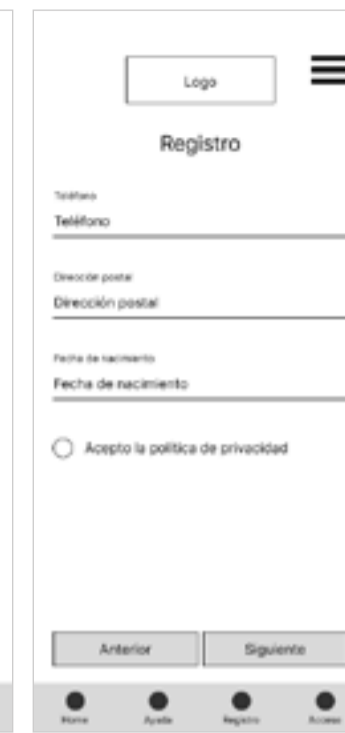 Logo
Registro
Teléfono
Teléfono
Dirección postal
Dirección postal
Fecha de nacimiento
Fecha de nacimiento
Acepto la política de privacidad
Anterior Siguiente
Home Ayuda Registro Acceso